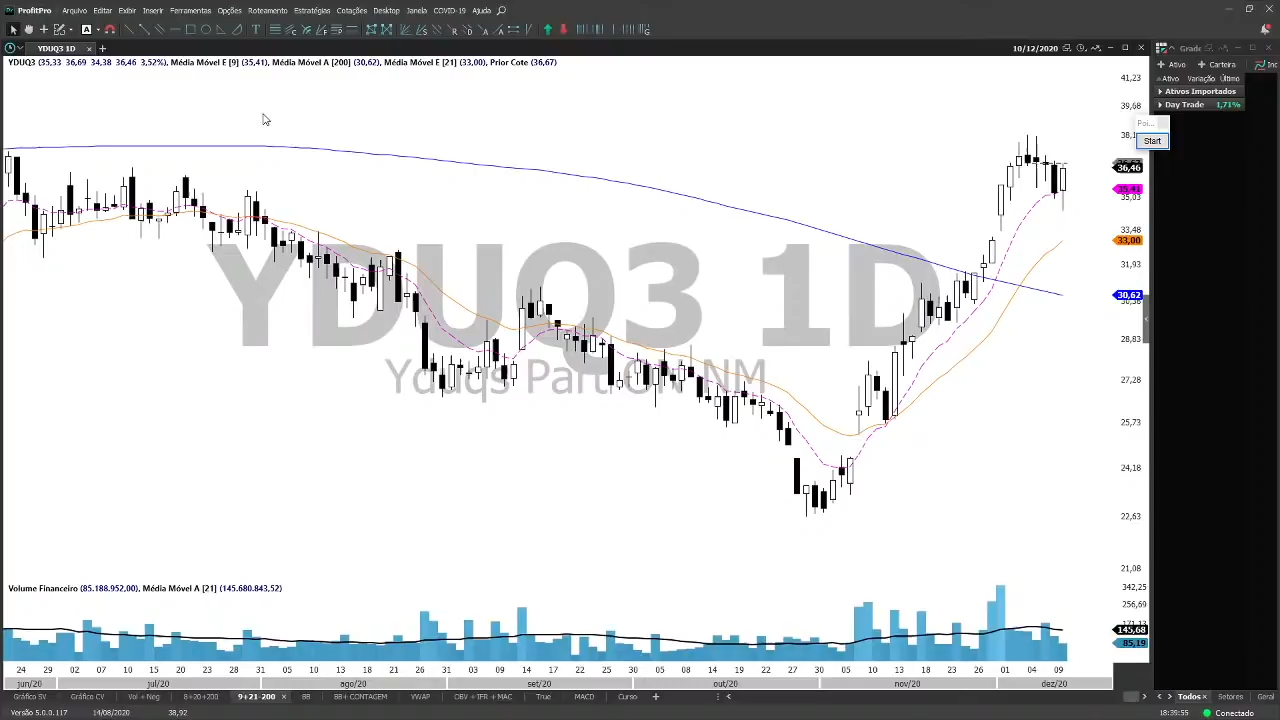 ProfitPro Arquivo Editar Exibir Inserir Ferramentas Opções Roteamento Estratégias Cotações Desktop Janela COVID-19 Ajuda
YDUQ3 1D
10/12/2020
Grade
YDUQ3 (35,33 36,69 34,38 36,46 3,52%), Média Móvel E [9] (35,41), Média Móvel A [200] (30,62), Média Móvel E [21] (33,00), Prior Cote (36,67)
Ativo Carteira
Ativo Variação Último
Ativos Importados
Day Trade 1,71%
Poi...
Start
41,23
39,68
36,46
35,41
35,03
33,48
33,00
31,93
30,62
28,83
27,28
25,73
24,18
22,63
21,08
YDUQ3 1D
Yduqs Part ON NM
Volume Financeiro (85.188.952,00), Média Móvel A [21] (145.680.843,52)
342,25
256,69
145,68
85,19
24 29 02 07 10 15 20 23 28 31 05 10 13 18 21 26 31 03 09 14 17 22 25 30 05 08 14 19 22 27 30 05 10 13 18 23 26 01 04 09
jun/20 jul/20 ago/20 set/20 out/20 nov/20 dez/20
Gráfico SV Gráfico CV Vol + Neg 8+20+200 9+21-200 BB BB+ CONTAGEM VWAP OBV + IFR + MAC True MACD Curso
Todos Setores Geral
Versão 5.0.0.117 14/08/2020 38,92
18:39:55 Conectado